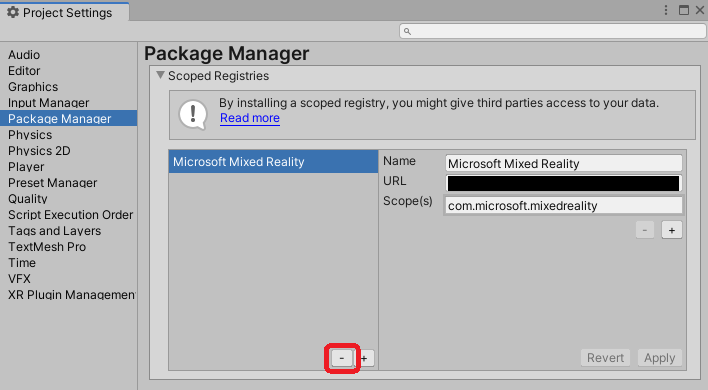 Project Settings
Audio
Editor
Graphics
Input Manager
Package Manager
Physics
Physics 2D
Player
Preset Manager
Quality
Script Execution Order
Tags and Layers
TextMesh Pro
Time
VFX
XR Plugin Management
Package Manager
Scoped Registries
By installing a scoped registry, you might give third parties access to your data.
Read more
Microsoft Mixed Reality
- +
Name Microsoft Mixed Reality
URL
Scope(s) com.microsoft.mixedreality
- +
Revert Apply